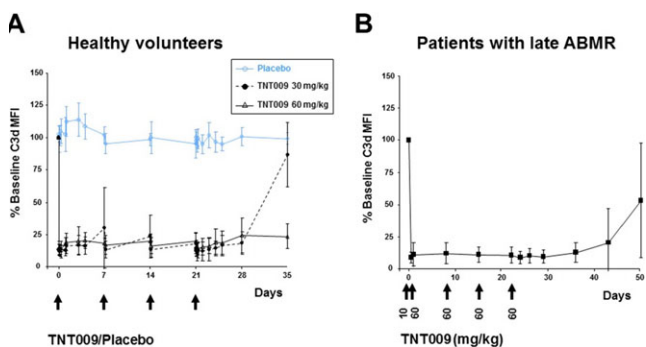 A
Healthy volunteers
Placebo
TNT009 30 mg/kg
TNT009 60 mg/kg
% Baseline C3d MFI
150
125
100
75
50
25
0
0 7 14 21 28 35
Days
TNT009/Placebo
B
Patients with late ABMR
% Baseline C3d MFI
150
125
100
75
50
25
0
0 10 20 30 40 50
Days
10 60 60 60 60
TNT009 (mg/kg)